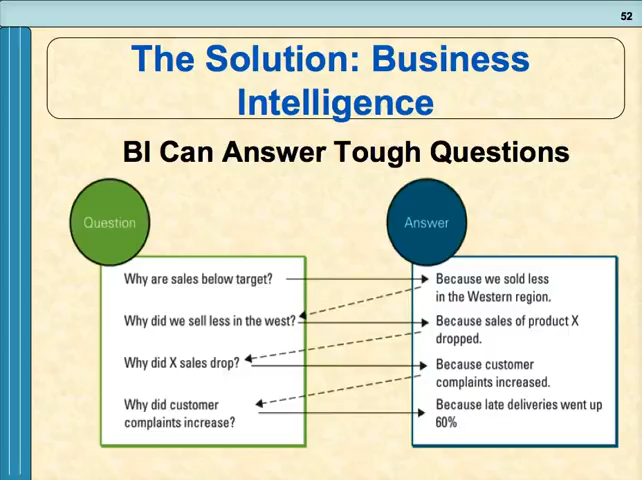 52
The Solution: Business
Intelligence
BI Can Answer Tough Questions
Question
Answer
Why are sales below target?
Because we sold less
in the Western region.
Why did we sell less in the west?
Because sales of product X
dropped.
Why did X sales drop?
Because customer
complaints increased.
Why did customer
complaints increase?
Because late deliveries went up
60%